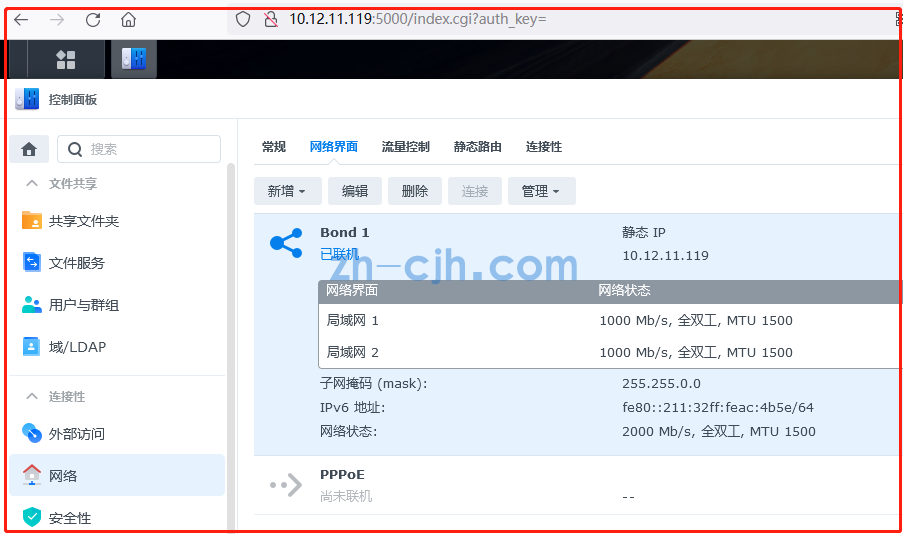 10.12.11.119:5000/index.cgi?auth_key=
控制面板
搜索
文件共享
共享文件夹
文件服务
用户与群组
域/LDAP
连接性
外部访问
网络
安全性
常规 网络界面 流量控制 静态路由 连接性
新增 编辑 删除 连接 管理
Bond 1 静态 IP
已联机 10.12.11.119
zh-cjh.com
网络界面 网络状态
局域网 1 1000 Mb/s, 全双工, MTU 1500
局域网 2 1000 Mb/s, 全双工, MTU 1500
子网掩码 (mask): 255.255.0.0
IPv6 地址: fe80::211:32ff:feac:4b5e/64
网络状态: 2000 Mb/s, 全双工, MTU 1500
PPPoE
尚未联机 --